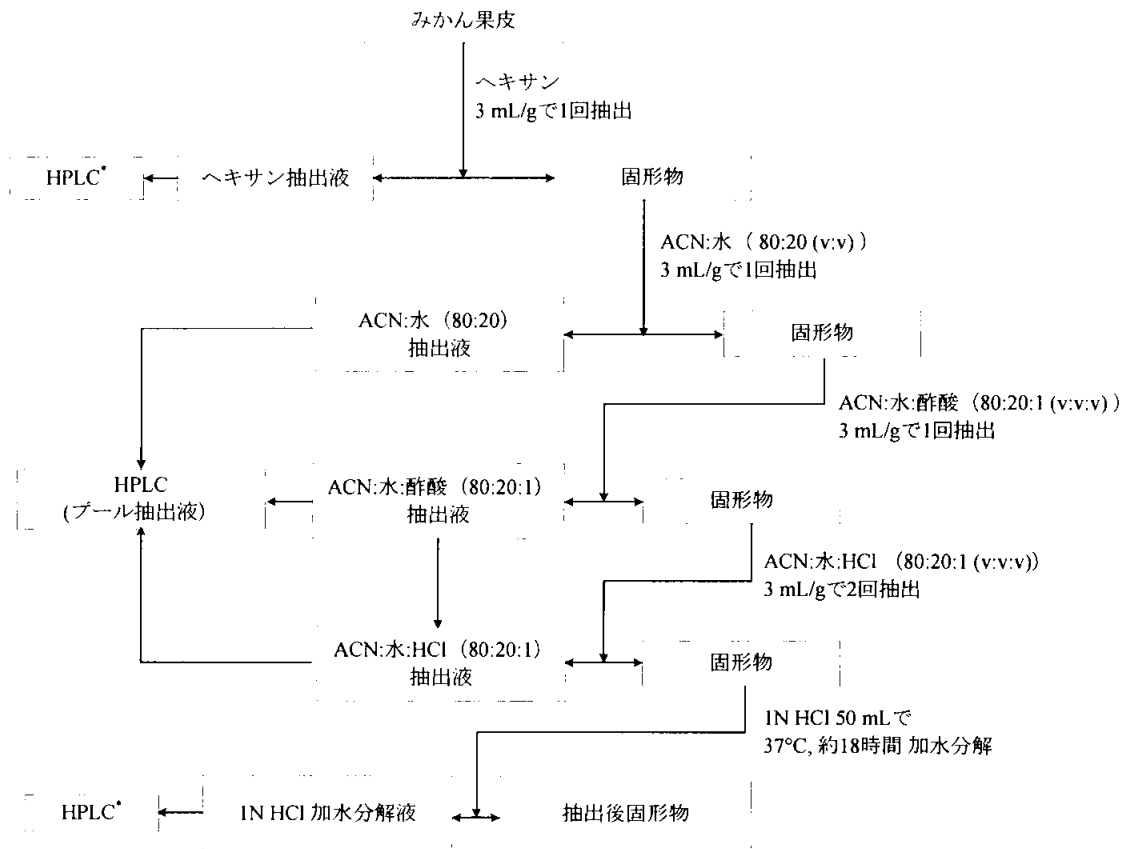 みかん果皮
ヘキサン
3 mL/gで1回抽出
HPLC*
ヘキサン抽出液
固形物
ACN:水 ( 80:20 (v:v) )
3 mL/gで1回抽出
ACN:水 (80:20)
抽出液
固形物
ACN:水:酢酸 (80:20:1 (v:v:v) )
3 mL/gで1回抽出
HPLC
(プール抽出液)
ACN:水:酢酸 (80:20:1)
抽出液
固形物
ACN:水:HCl (80:20:1 (v:v:v))
3 mL/gで2回抽出
ACN:水:HCl (80:20:1)
抽出液
固形物
1N HCl 50 mLで
37°C, 約18時間 加水分解
HPLC*
1N HCl 加水分解液
抽出後固形物